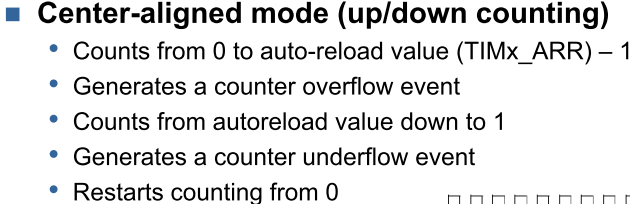 Center-aligned mode (up/down counting)
Counts from 0 to auto-reload value (TIMx_ARR) – 1
Generates a counter overflow event
Counts from autoreload value down to 1
Generates a counter underflow event
Restarts counting from 0